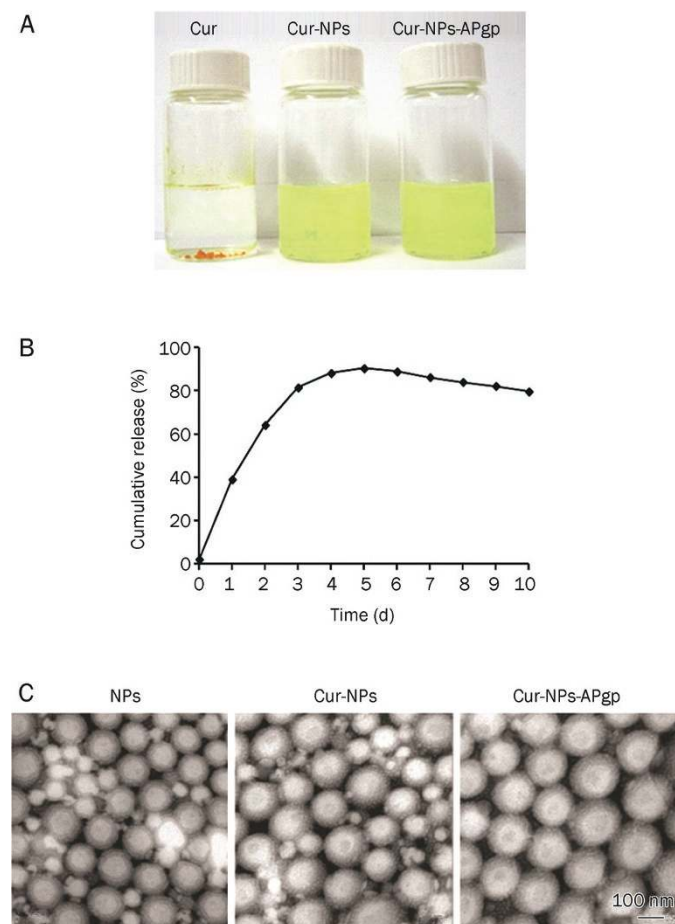 A
Cur Cur-NPs Cur-NPs-APgp
B
Cumulative release (%)
100
80
60
40
20
0
0 1 2 3 4 5 6 7 8 9 10
Time (d)
C
NPs Cur-NPs Cur-NPs-APgp
100 nm